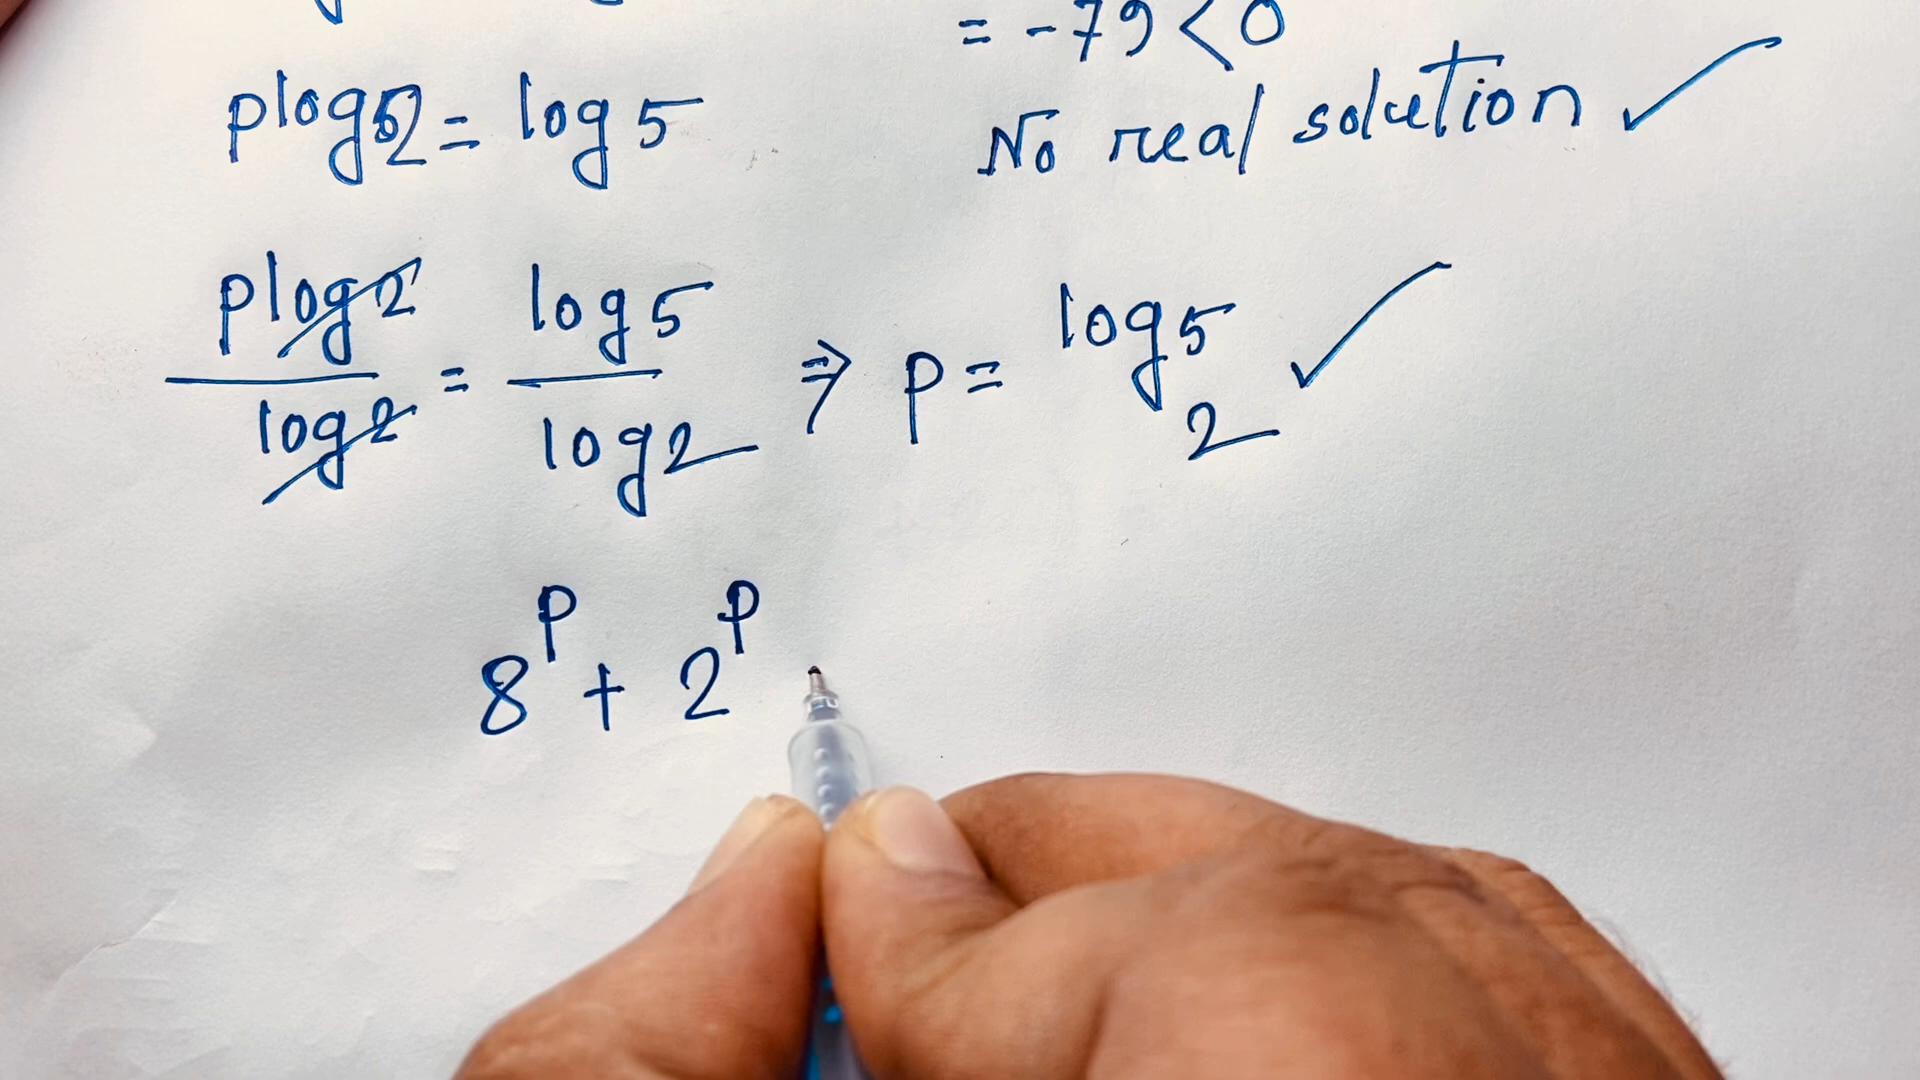 = -79 < 0
plog2 = log5
No real solution ✓
plog2 / log2 = log5 / log2 ⇒ p = log₂5 ✓
8^p + 2^p